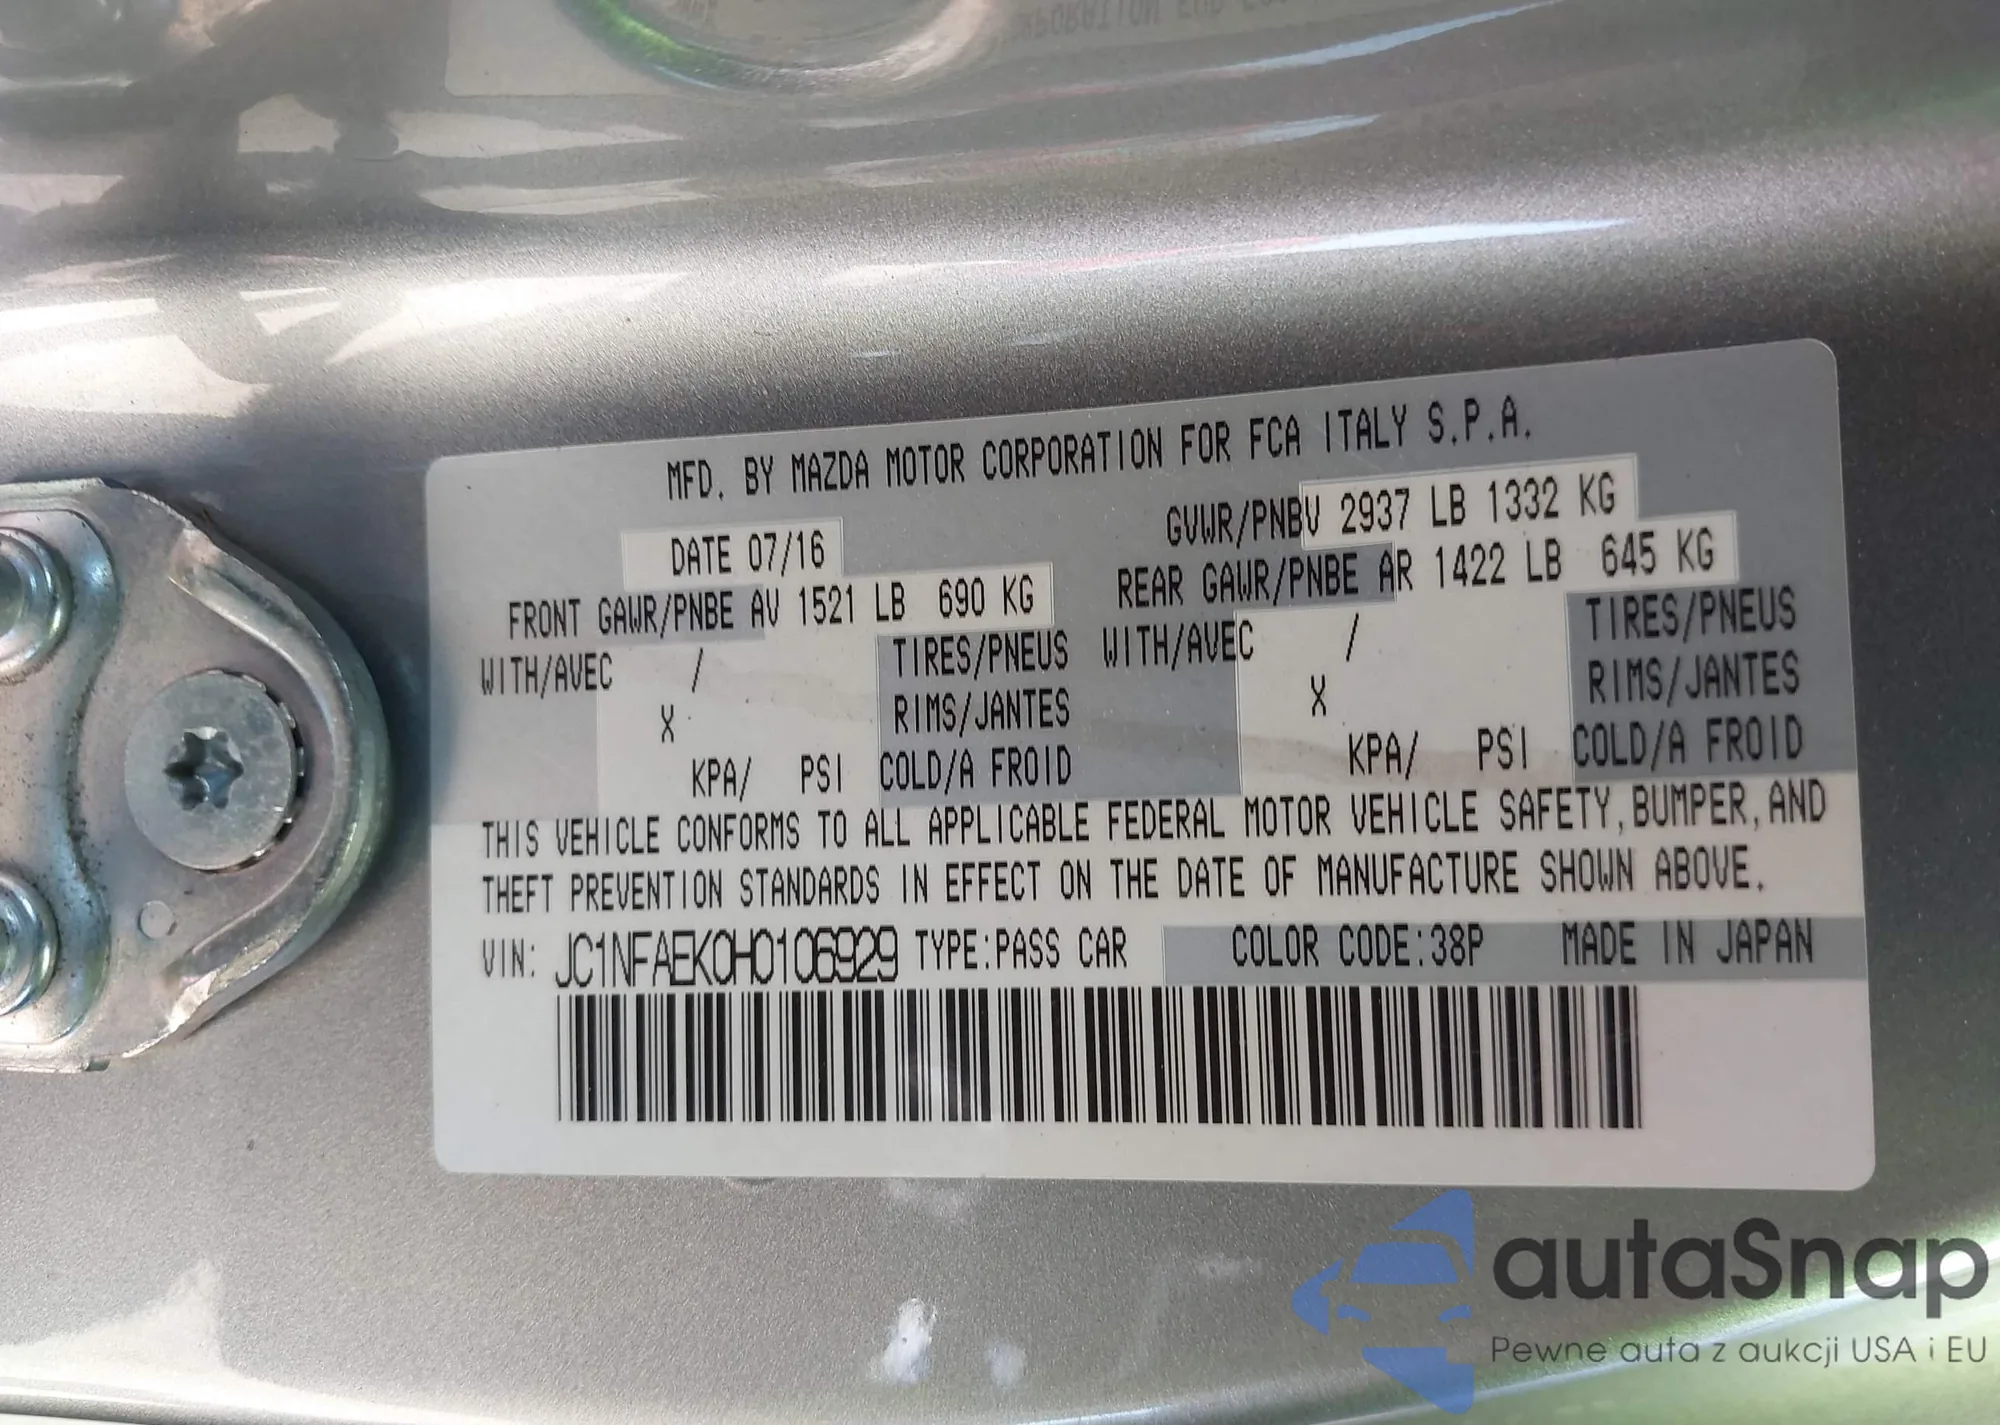 MFD. BY MAZDA MOTOR CORPORATION FOR FCA ITALY S.P.A.
DATE 07/16
GVWR/PNBV 2937 LB 1332 KG
FRONT GAWR/PNBE AV 1521 LB 690 KG
REAR GAWR/PNBE AR 1422 LB 645 KG
WITH/AVEC / TIRES/PNEUS WITH/AVEC / TIRES/PNEUS
X RIMS/JANTES X RIMS/JANTES
KPA/ PSI COLD/A FROID KPA/ PSI COLD/A FROID
THIS VEHICLE CONFORMS TO ALL APPLICABLE FEDERAL MOTOR VEHICLE SAFETY, BUMPER, AND
THEFT PREVENTION STANDARDS IN EFFECT ON THE DATE OF MANUFACTURE SHOWN ABOVE.
VIN: JC1NFAEK0H0106929 TYPE:PASS CAR COLOR CODE:38P MADE IN JAPAN
autaSnap
Pewne auta z aukcji USA i EU